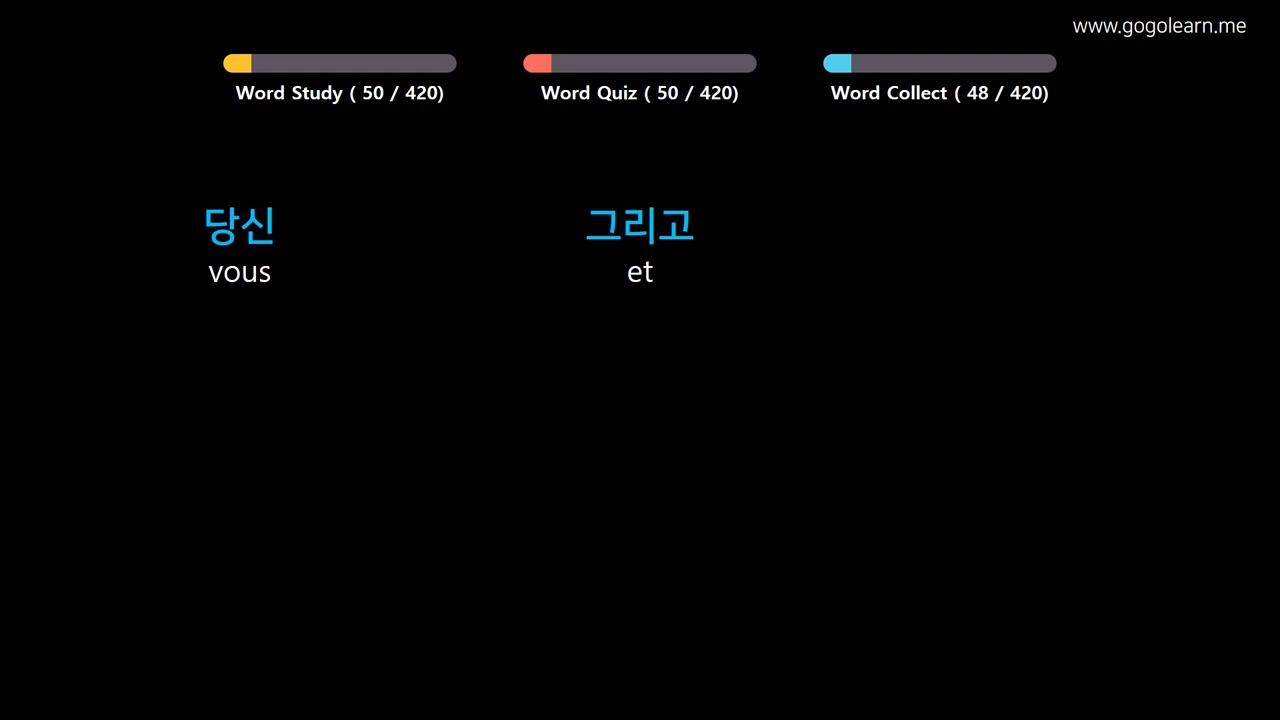 www.gogolearn.me
Word Study ( 50 / 420)
Word Quiz ( 50 / 420)
Word Collect ( 48 / 420)
당신
vous
그리고
et